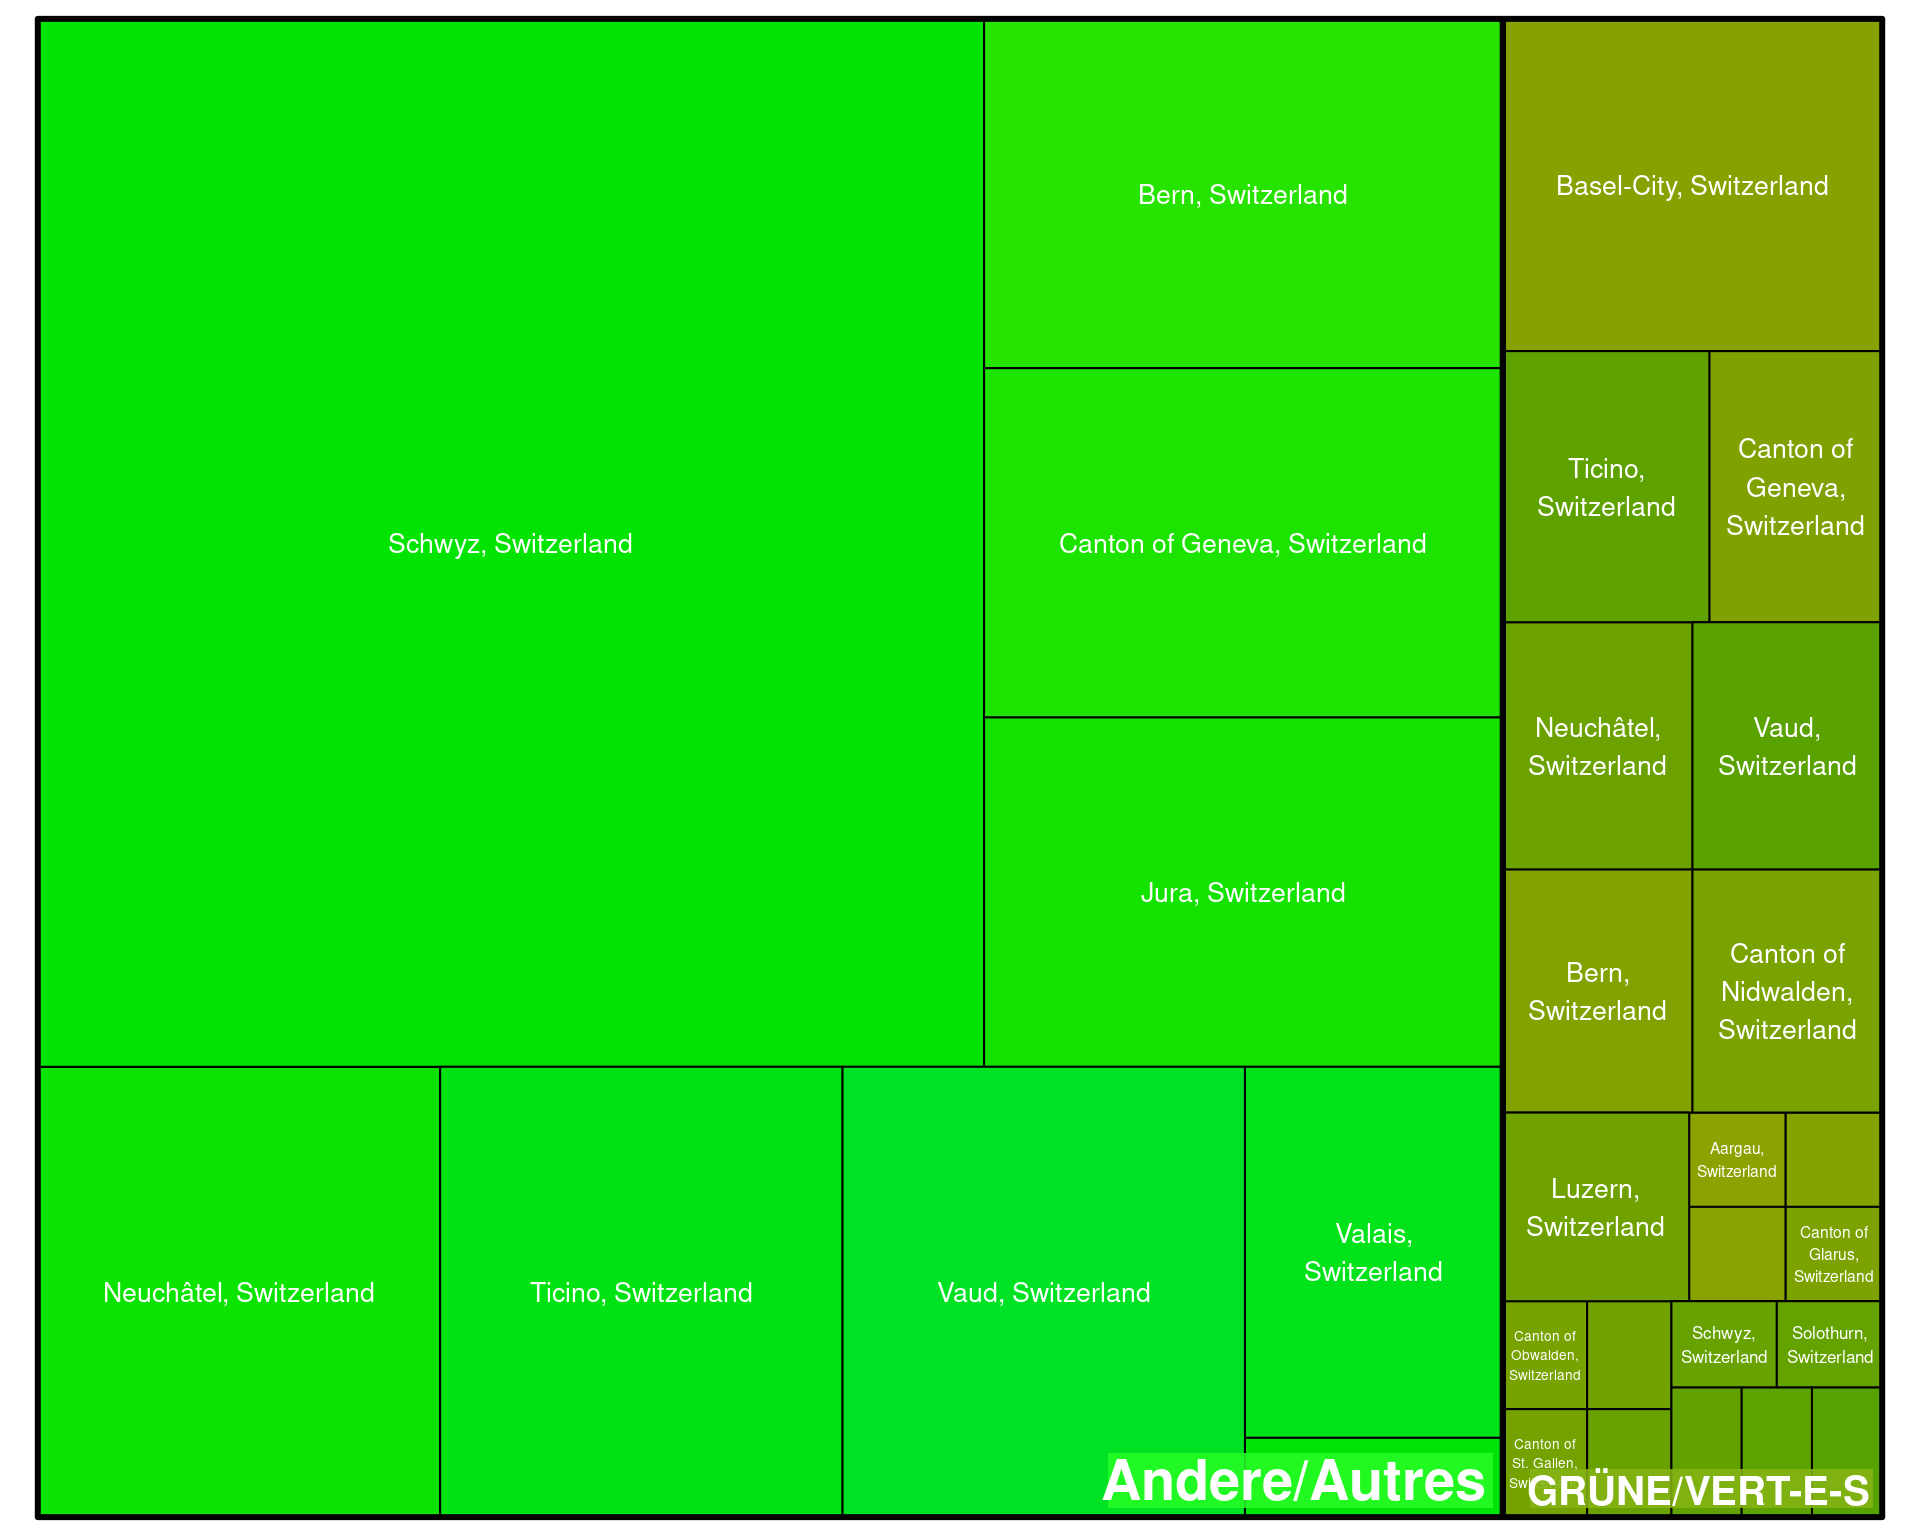 Schwyz, Switzerland
Bern, Switzerland
Canton of Geneva, Switzerland
Jura, Switzerland
Neuchâtel, Switzerland
Ticino, Switzerland
Vaud, Switzerland
Valais,
Switzerland
Andere/Autres
Basel-City, Switzerland
Ticino,
Switzerland
Canton of
Geneva,
Switzerland
Neuchâtel,
Switzerland
Vaud,
Switzerland
Bern,
Switzerland
Canton of
Nidwalden,
Switzerland
Luzern,
Switzerland
Aargau,
Switzerland
Canton of
Glarus,
Switzerland
Canton of
Obwalden,
Switzerland
Schwyz,
Switzerland
Solothurn,
Switzerland
Canton of
St. Gallen,
GRÜNE/VERT-E-S